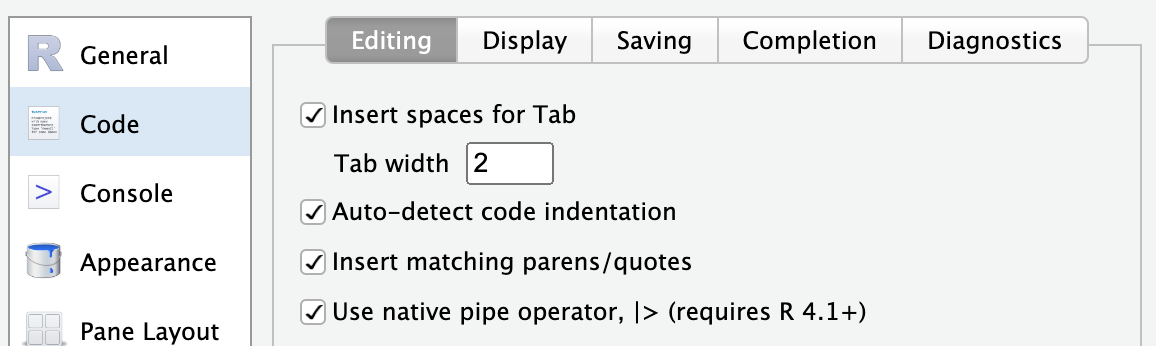 General
Code
Console
Appearance
Pane Layout
Editing
Display
Saving
Completion
Diagnostics
Insert spaces for Tab
Tab width 2
Auto-detect code indentation
Insert matching parens/quotes
Use native pipe operator, |> (requires R 4.1+)